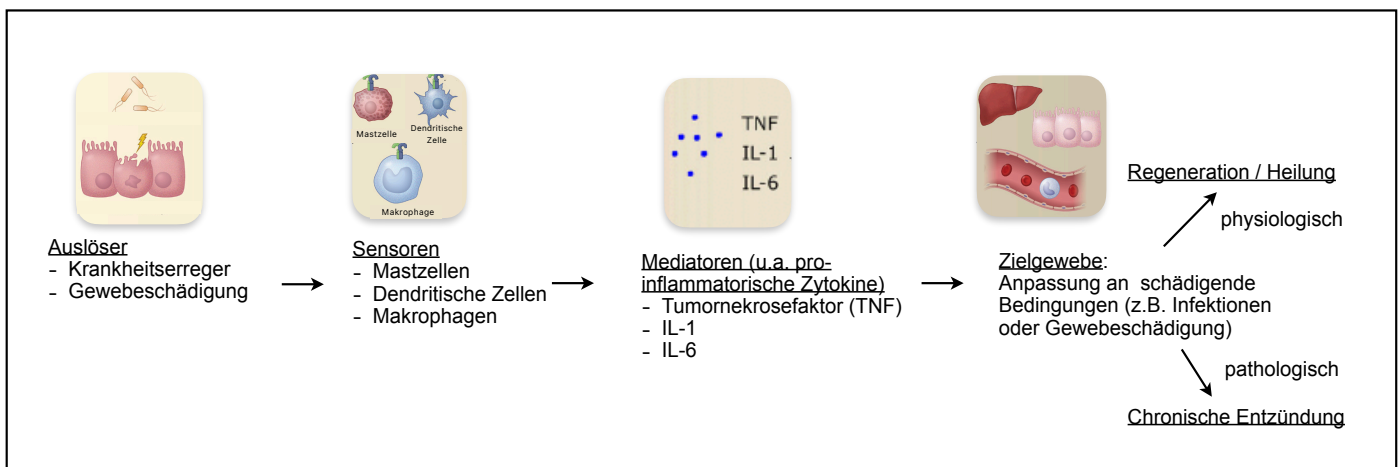 Mastzelle
Dendritische
Zelle
Makrophage
TNF
IL-1
IL-6
Auslöser
- Krankheitserreger
- Gewebeschädigung
Sensoren
- Mastzellen
- Dendritische Zellen
- Makrophagen
Mediatoren (u.a. pro-
inflammatorische Zytokine)
- Tumornekrosefaktor (TNF)
- IL-1
- IL-6
Zielgewebe:
Anpassung an schädigende
Bedingungen (z.B. Infektionen
oder Gewebeschädigung)
Regeneration / Heilung
physiologisch
pathologisch
Chronische Entzündung